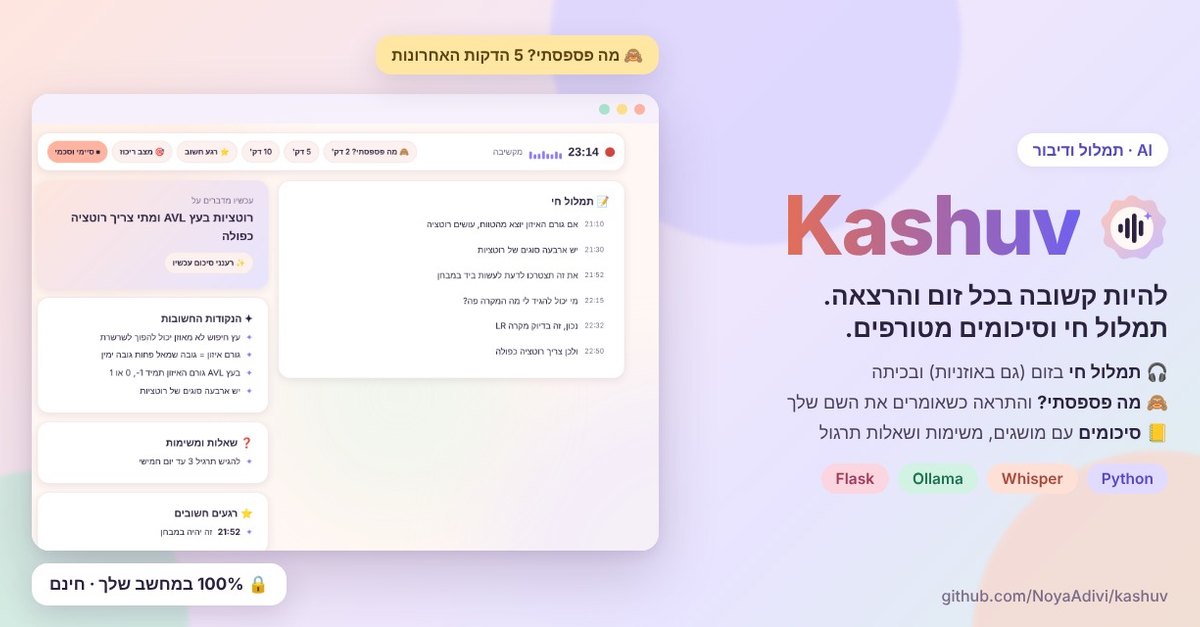 🙈 מה פספסתי? 5 הדקות האחרונות
23:14 מקשיבה
🙈 מה פספסתי? 2 דק'
5 דק'
10 דק'
⭐ רגע חשוב
🎯 מצב ריכוז
סיימי וסכמי
📝 תמלול חי
21:10 אם גורם האיזון יוצא מהטווח, עושים רוטציה
21:30 יש ארבעה סוגים של רוטציות
21:52 את זה תצטרכו לדעת לעשות ביד במבחן
22:15 מי יכול להגיד לי מה המקרה פה?
22:32 נכון, זה בדיוק מקרה LR
22:50 ולכן צריך רוטציה כפולה
עכשיו מדברים על
רוטציות בעץ AVL ומתי צריך רוטציה
כפולה
✨ רענני סיכום עכשיו
✦ הנקודות החשובות
עץ חיפוש לא מאוזן יכול להפוך לשרשרת
גורם איזון = גובה שמאל פחות גובה ימין
בעץ AVL גורם האיזון תמיד 1-, 0 או 1
יש ארבעה סוגים של רוטציות
❓ שאלות ומשימות
להגיש תרגיל 3 עד יום חמישי
⭐ רגעים חשובים
21:52 זה יהיה במבחן
🔒 100% במחשב שלך · חינם
AI · תמלול ודיבור
Kashuv
להיות קשובה בכל זום והרצאה.
תמלול חי וסיכומים מטורפים.
🎧 תמלול חי בזום (גם באוזניות) ובכיתה
🙈 מה פספסתי? והתראה כשאומרים את השם שלך
📒 סיכומים עם מושגים, משימות ושאלות תרגול
Python
Whisper
Ollama
Flask
github.com/NoyaAdivi/kashuv